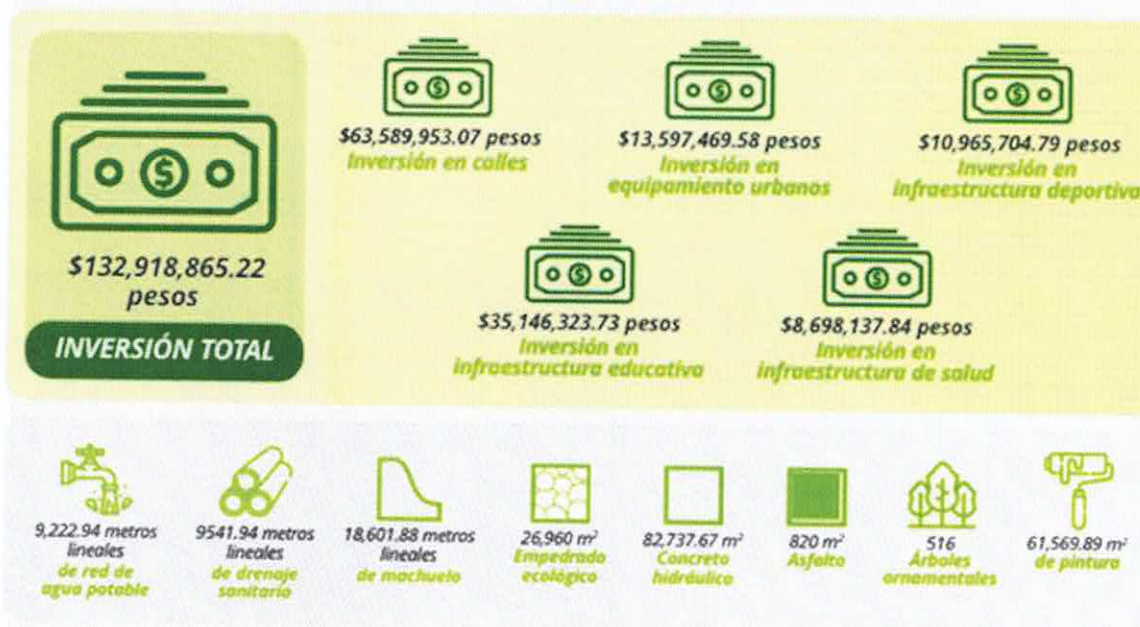 $132,918,865.22
pesos
INVERSIÓN TOTAL
$63,589,953.07 pesos
Inversión en calles
$13,597,469.58 pesos
Inversión en
equipamiento urbanos
$10,965,704.79 pesos
Inversión en
infraestructura deportiva
$35,146,323.73 pesos
Inversión en
infraestructura educativa
$8,698,137.84 pesos
Inversión en
infraestructura de salud
9,222.94 metros
lineales
de red de
agua potable
9541.94 metros
lineales
de drenaje
sanitario
18,601.88 metros
lineales
de machuelo
26,960 m²
Empedrado
ecológico
82,737.67 m²
Concreto
hidráulico
820 m²
Asfalto
516
Árboles
ornamentales
61,569.89 m²
de pintura